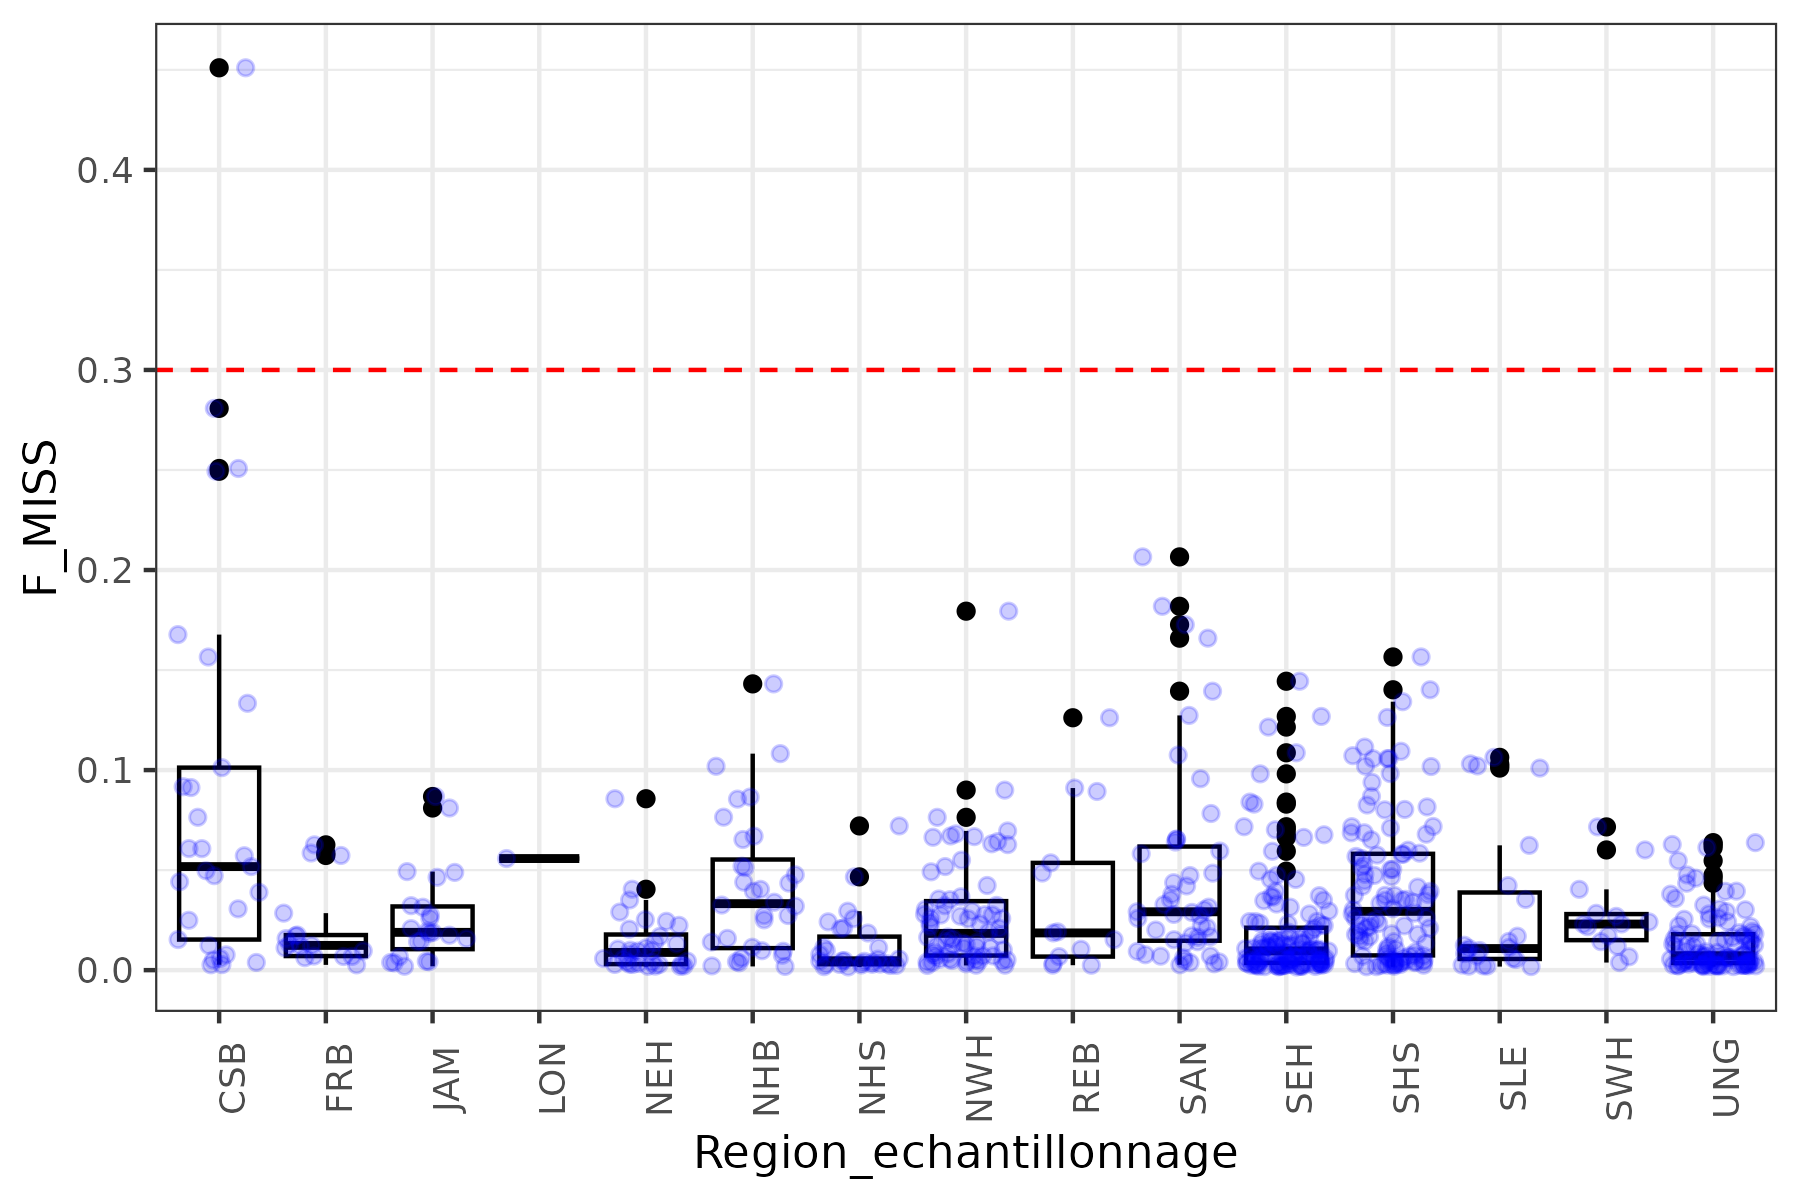 F_MISS
0.4
0.3
0.2
0.1
0.0
CSB
FRB
JAM
LON
NEH
NHB
NHS
NWH
REB
SAN
SEH
SHS
SLE
SWH
UNG
Region_echantillonnage